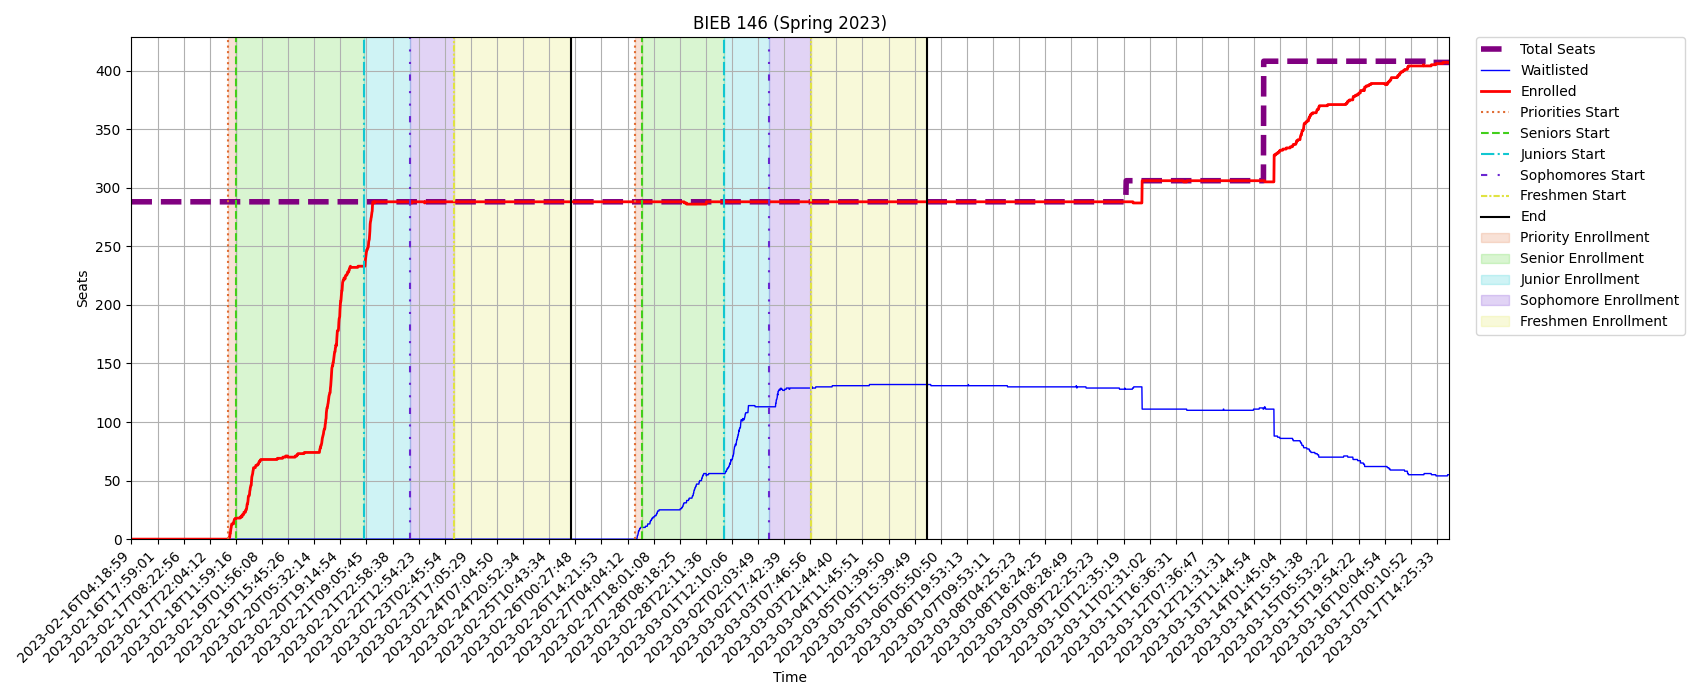 BIEB 146 (Spring 2023)
Seats
400
350
300
250
200
150
100
50
0
2023-02-16T04:18:59
2023-02-16T17:59:01
2023-02-17T08:22:56
2023-02-17T22:04:12
2023-02-18T11:59:16
2023-02-19T01:56:08
2023-02-19T15:45:26
2023-02-20T05:32:14
2023-02-20T19:14:54
2023-02-21T09:05:45
2023-02-21T22:58:38
2023-02-22T12:54:23
2023-02-23T02:45:54
2023-02-23T17:05:29
2023-02-24T07:04:50
2023-02-24T20:52:34
2023-02-25T10:43:34
2023-02-26T00:27:48
2023-02-26T14:21:53
2023-02-27T04:04:12
2023-02-27T18:01:08
2023-02-28T08:18:25
2023-02-28T22:11:36
2023-03-01T12:10:06
2023-03-02T02:03:49
2023-03-02T17:42:39
2023-03-03T07:46:56
2023-03-03T21:44:40
2023-03-04T11:45:51
2023-03-05T01:39:50
2023-03-05T15:39:49
2023-03-06T05:50:50
2023-03-06T19:53:13
2023-03-07T09:53:11
2023-03-08T04:25:23
2023-03-08T18:24:25
2023-03-09T08:28:49
2023-03-09T22:25:23
2023-03-10T12:35:19
2023-03-11T02:31:02
2023-03-11T16:36:31
2023-03-12T07:36:47
2023-03-12T21:31:31
2023-03-13T11:44:54
2023-03-14T01:45:04
2023-03-14T15:51:38
2023-03-15T05:53:22
2023-03-15T19:54:22
2023-03-16T10:04:54
2023-03-17T00:10:52
2023-03-17T14:25:33
Time
Total Seats
Waitlisted
Enrolled
Priorities Start
Seniors Start
Juniors Start
Sophomores Start
Freshmen Start
End
Priority Enrollment
Senior Enrollment
Junior Enrollment
Sophomore Enrollment
Freshmen Enrollment